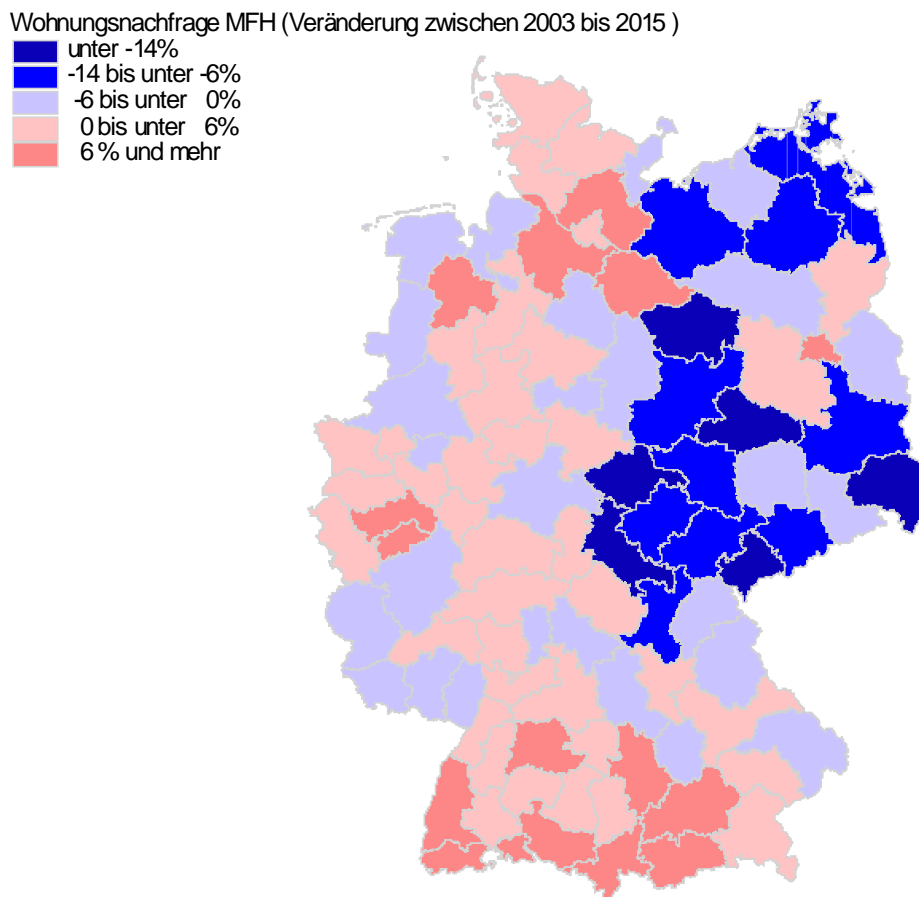 Wohnungsnachfrage MFH (Veränderung zwischen 2003 bis 2015 )
unter -14%
-14 bis unter -6%
-6 bis unter 0%
0 bis unter 6%
6 % und mehr